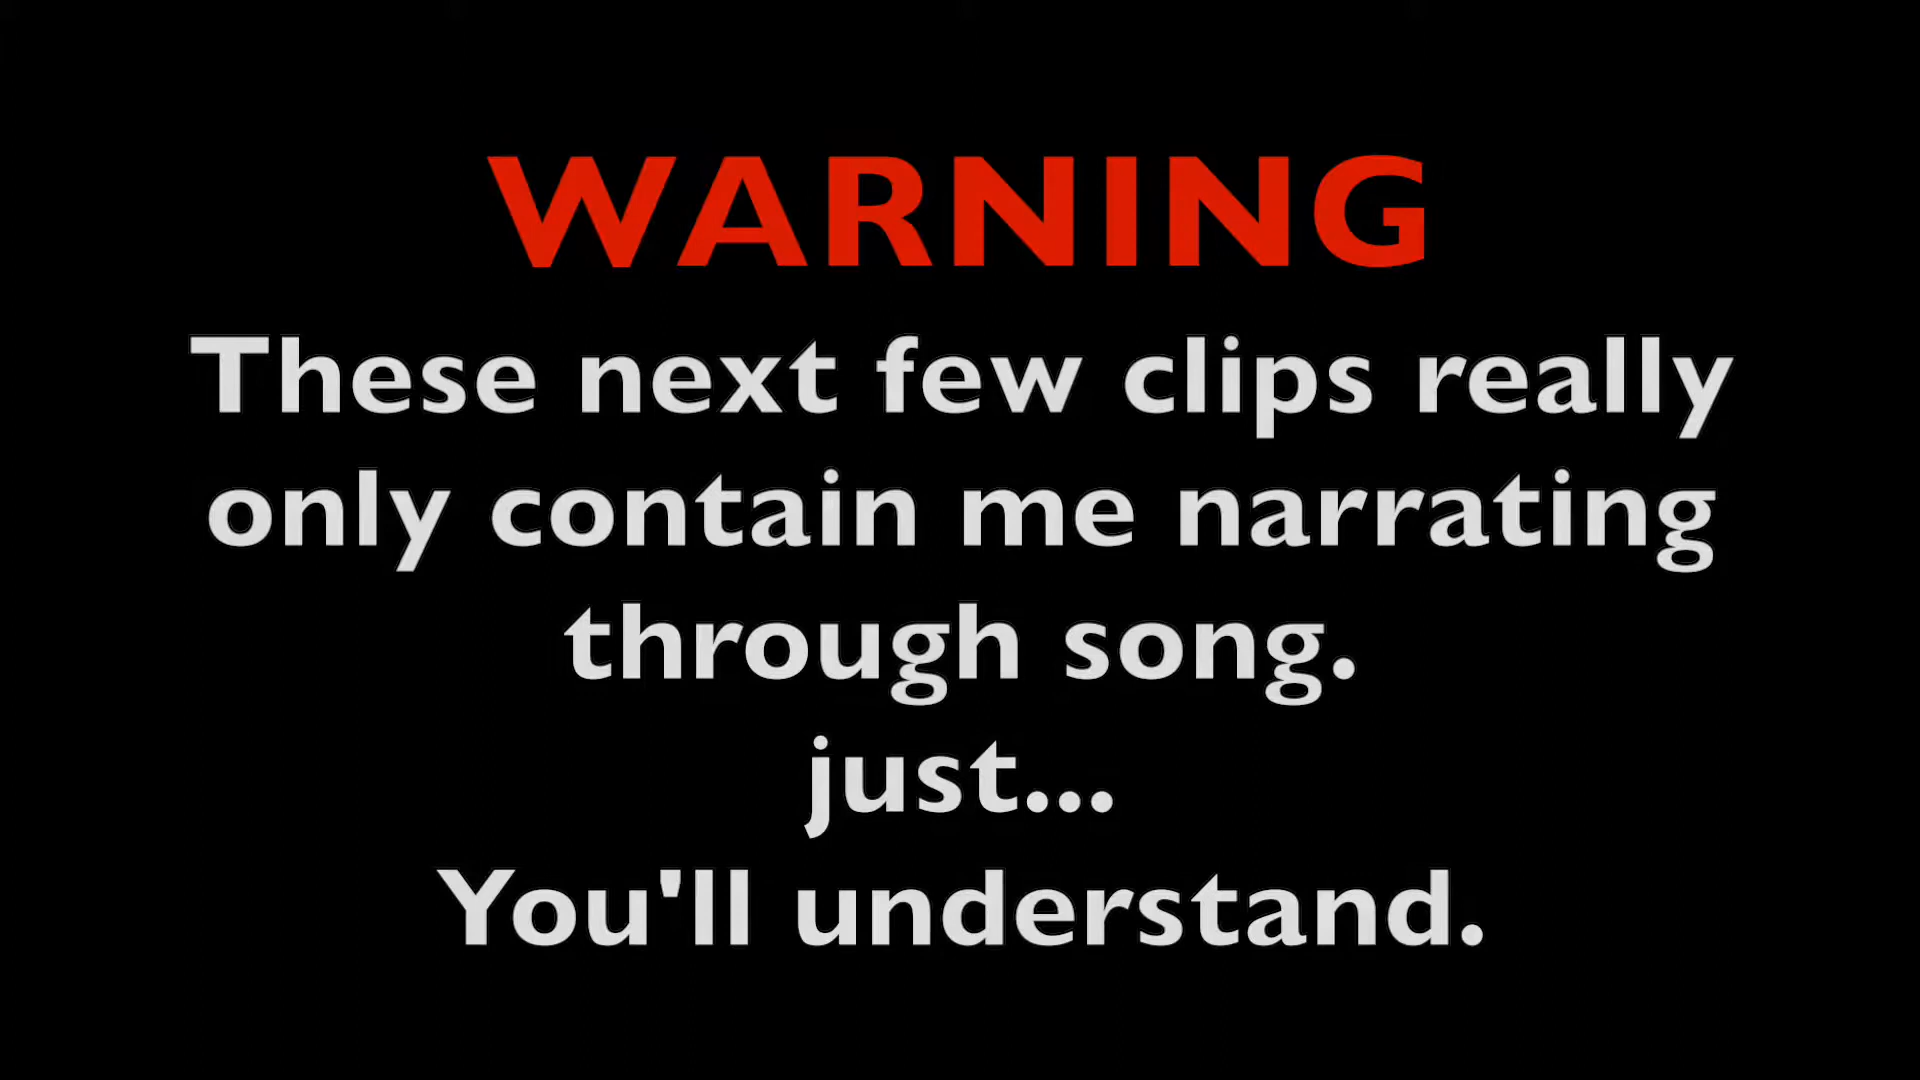 WARNING
These next few clips really
only contain me narrating
through song.
just...
You'll understand.